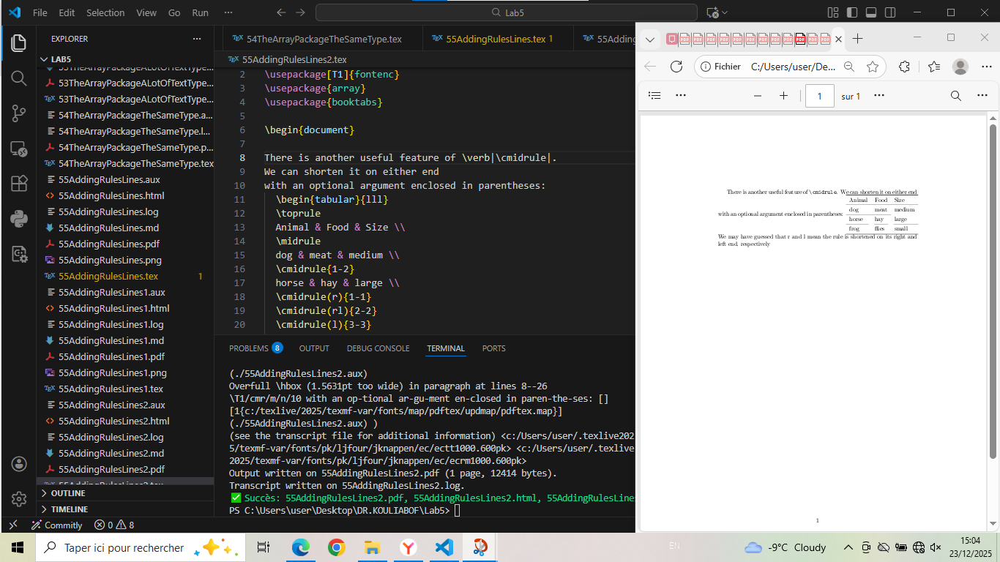 File Edit Selection View Go Run ··· Lab5
EXPLORER ···
LAB5
53TheArrayPackageALotOfTextType...
53TheArrayPackageALotOfTextType...
53TheArrayPackageALotOfTextType...
54TheArrayPackageTheSameType.a...
54TheArrayPackageTheSameType.l...
54TheArrayPackageTheSameType.p...
54TheArrayPackageTheSameType.tex
55AddingRulesLines.aux
55AddingRulesLines.html
55AddingRulesLines.log
55AddingRulesLines.md
55AddingRulesLines.pdf
55AddingRulesLines.png
55AddingRulesLines.tex 1
55AddingRulesLines1.aux
55AddingRulesLines1.html
55AddingRulesLines1.log
55AddingRulesLines1.md
55AddingRulesLines1.pdf
55AddingRulesLines1.png
55AddingRulesLines1.tex
55AddingRulesLines2.aux
55AddingRulesLines2.html
55AddingRulesLines2.log
55AddingRulesLines2.md
55AddingRulesLines2.pdf
55AddingRulesLines2.tex
OUTLINE
TIMELINE
54TheArrayPackageTheSameType.tex 55AddingRulesLines.tex 1 55Adding
55AddingRulesLines2.tex
2 \usepackage[T1]{fontenc}
3 \usepackage{array}
4 \usepackage{booktabs}
5
6 \begin{document}
7
8 There is another useful feature of \verb|\cmidrule|.
9 We can shorten it on either end
10 with an optional argument enclosed in parentheses:
11 \begin{tabular}{lll}
12 \toprule
13 Animal & Food & Size \\
14 \midrule
15 dog & meat & medium \\
16 \cmidrule{1-2}
17 horse & hay & large \\
18 \cmidrule(r){1-1}
19 \cmidrule(rl){2-2}
20 \cmidrule(l){3-3}
PROBLEMS 8 OUTPUT DEBUG CONSOLE TERMINAL PORTS
(./55AddingRulesLines2.aux)
Overfull \hbox (1.5631pt too wide) in paragraph at lines 8--26
\T1/cmr/m/n/10 with an op-tional ar-gu-ment en-closed in paren-the-ses: []
[1{c:/texlive/2025/texmf-var/fonts/map/pdftex/updmap/pdftex.map}]
(./55AddingRulesLines2.aux) )
(see the transcript file for additional information) <c:/Users/user/.texlive202
5/texmf-var/fonts/pk/ljfour/jknappen/ec/ectt1000.600pk> <c:/Users/user/.texlive
2025/texmf-var/fonts/pk/ljfour/jknappen/ec/ecrm1000.600pk>
Output written on 55AddingRulesLines2.pdf (1 page, 12414 bytes).
Transcript written on 55AddingRulesLines2.log.
Succès: 55AddingRulesLines2.pdf, 55AddingRulesLines2.html, 55AddingRulesLine
PS C:\Users\user\Desktop\DR.KOULIABOF\Lab5>
Commitly 0 8
Fichier C:/Users/user/De...
1 sur 1
There is another useful feature of \cmidrule. We can shorten it on either end
Animal Food Size
dog meat medium
with an optional argument enclosed in parentheses:
horse hay large
frog flies small
We may have guessed that r and l mean the rule is shortened on its right and
left end, respectively
1
Taper ici pour rechercher
EN
-9°C Cloudy
15:04
23/12/2025